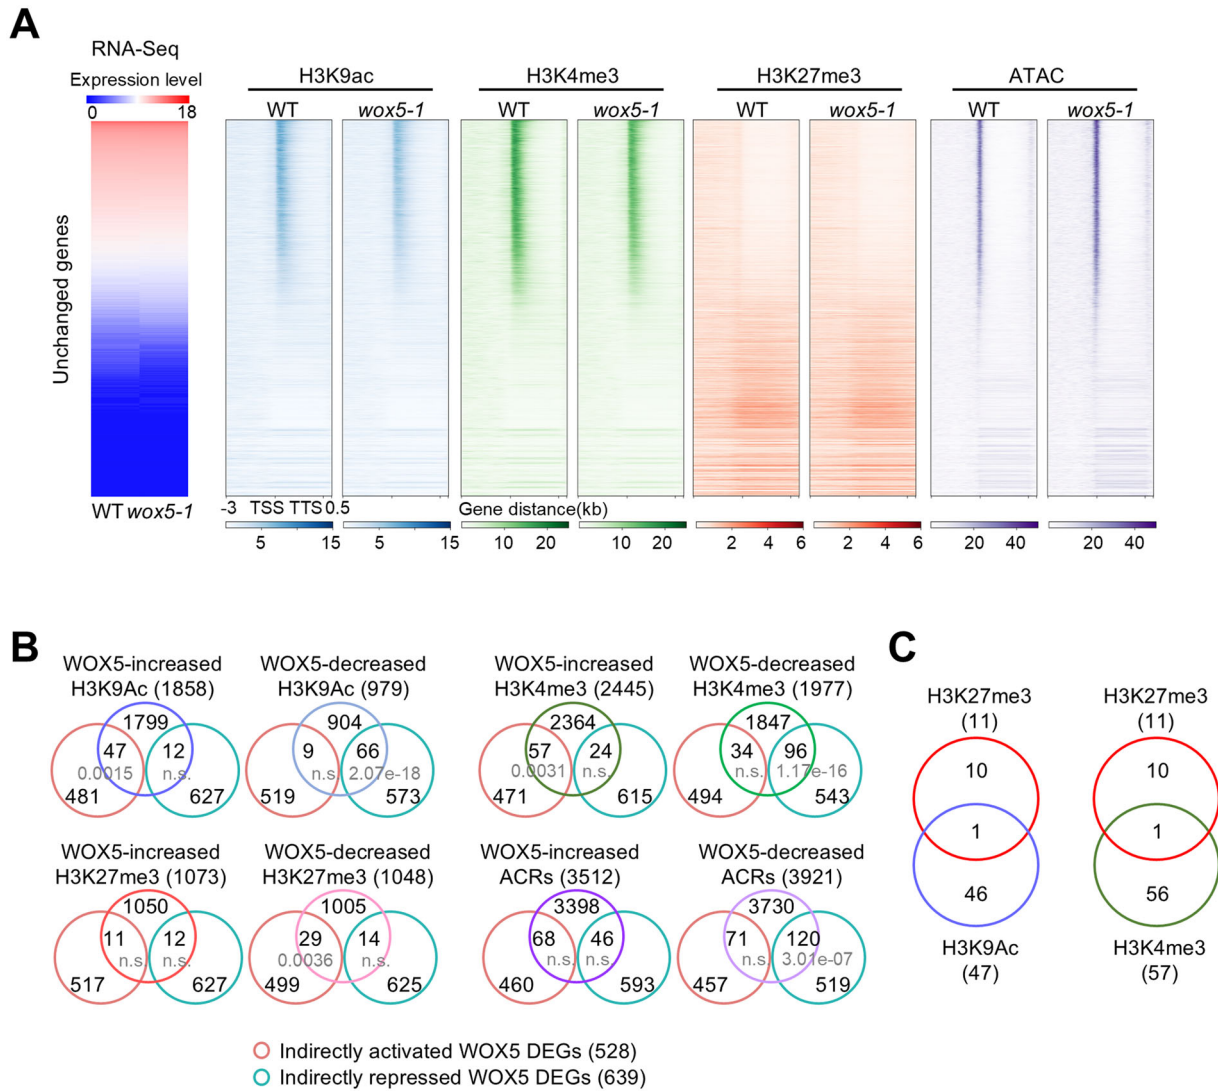 A
RNA-Seq
Expression level
0 18
H3K9ac H3K4me3 H3K27me3 ATAC
WT wox5-1 WT wox5-1 WT wox5-1 WT wox5-1
Unchanged genes
WT wox5-1
-3 TSS TTS 0.5 Gene distance(kb)
5 15 5 15 10 20 10 20 2 4 6 2 4 6 20 40 20 40
B
WOX5-increased
H3K9Ac (1858)
1799
47 12
0.0015 n.s.
481 627
WOX5-decreased
H3K9Ac (979)
904
9 66
n.s. 2.07e-18
519 573
WOX5-increased
H3K4me3 (2445)
2364
57 24
0.0031 n.s.
471 615
WOX5-decreased
H3K4me3 (1977)
1847
34 96
n.s. 1.17e-16
494 543
WOX5-increased
H3K27me3 (1073)
1050
11 12
n.s. n.s.
517 627
WOX5-decreased
H3K27me3 (1048)
1005
29 14
0.0036 n.s.
499 625
WOX5-increased
ACRs (3512)
3398
68 46
n.s. n.s.
460 593
WOX5-decreased
ACRs (3921)
3730
71 120
n.s. 3.01e-07
457 519
Indirectly activated WOX5 DEGs (528)
Indirectly repressed WOX5 DEGs (639)
C
H3K27me3
(11)
10
1
46
H3K9Ac
(47)
H3K27me3
(11)
10
1
56
H3K4me3
(57)